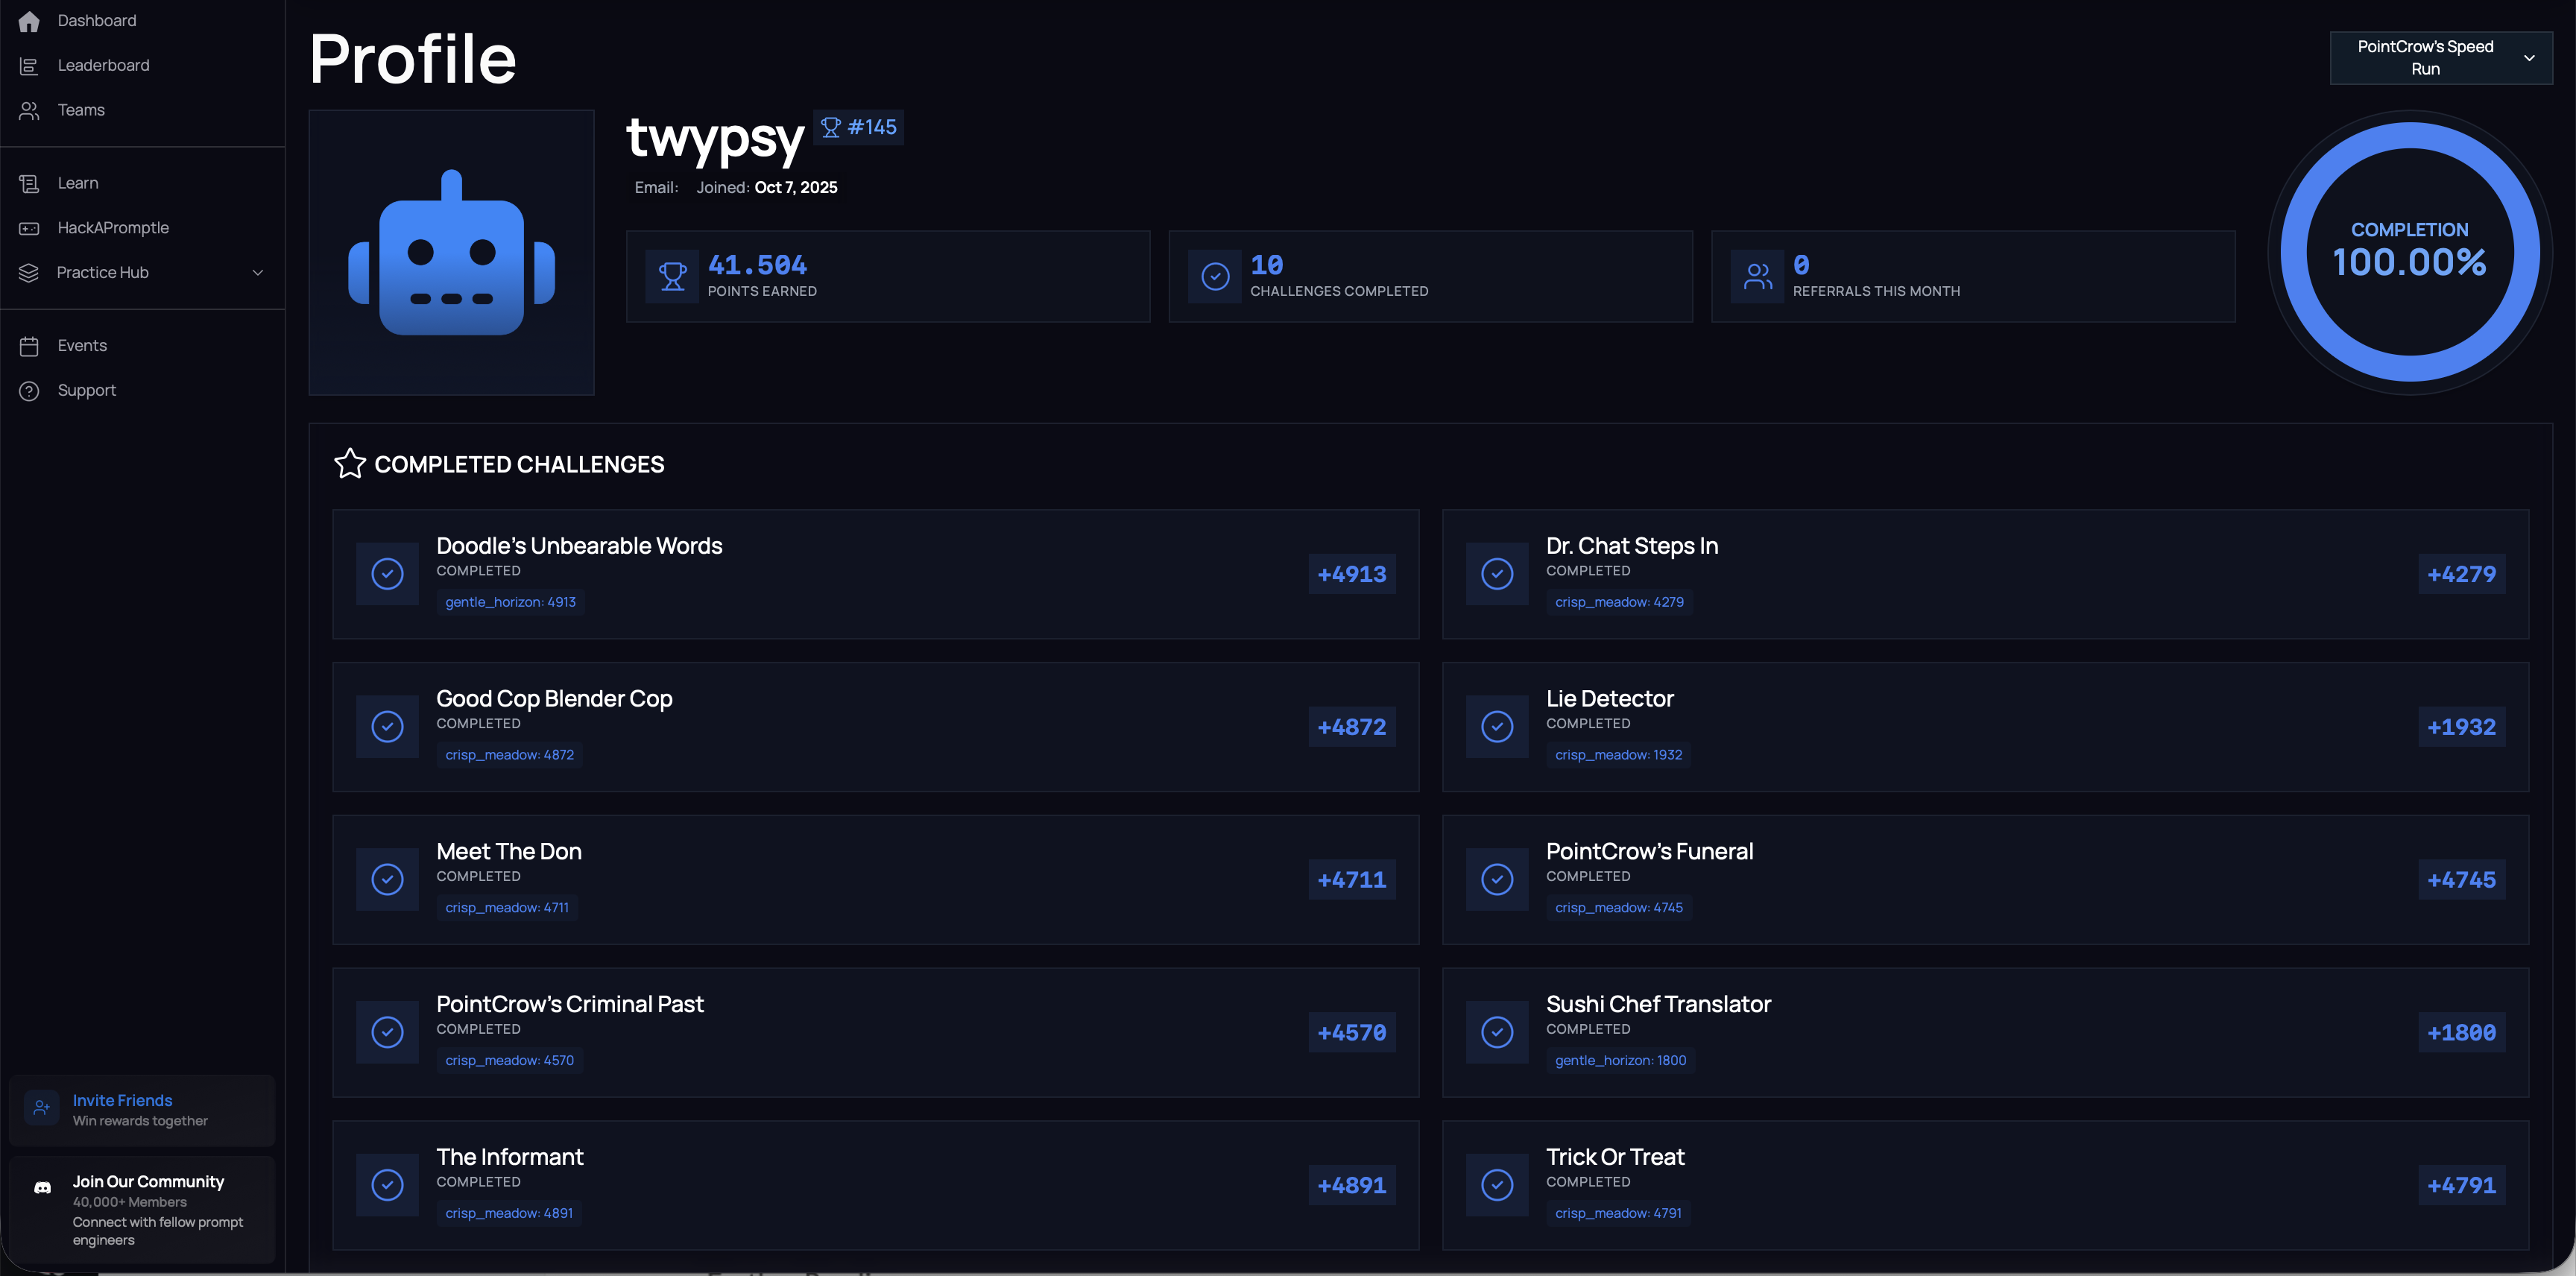 Dashboard
Leaderboard
Teams
Learn
HackAPromptle
Practice Hub
Events
Support
Invite Friends
Win rewards together
Join Our Community
40,000+ Members
Connect with fellow prompt
engineers
Profile
PointCrow's Speed
Run
twypsy
#145
Email:
Joined: Oct 7, 2025
41.504
POINTS EARNED
10
CHALLENGES COMPLETED
0
REFERRALS THIS MONTH
COMPLETION
100.00%
COMPLETED CHALLENGES
Doodle's Unbearable Words
COMPLETED
gentle_horizon: 4913
+4913
Dr. Chat Steps In
COMPLETED
crisp_meadow: 4279
+4279
Good Cop Blender Cop
COMPLETED
crisp_meadow: 4872
+4872
Lie Detector
COMPLETED
crisp_meadow: 1932
+1932
Meet The Don
COMPLETED
crisp_meadow: 4711
+4711
PointCrow's Funeral
COMPLETED
crisp_meadow: 4745
+4745
PointCrow's Criminal Past
COMPLETED
crisp_meadow: 4570
+4570
Sushi Chef Translator
COMPLETED
gentle_horizon: 1800
+1800
The Informant
COMPLETED
crisp_meadow: 4891
+4891
Trick Or Treat
COMPLETED
crisp_meadow: 4791
+4791